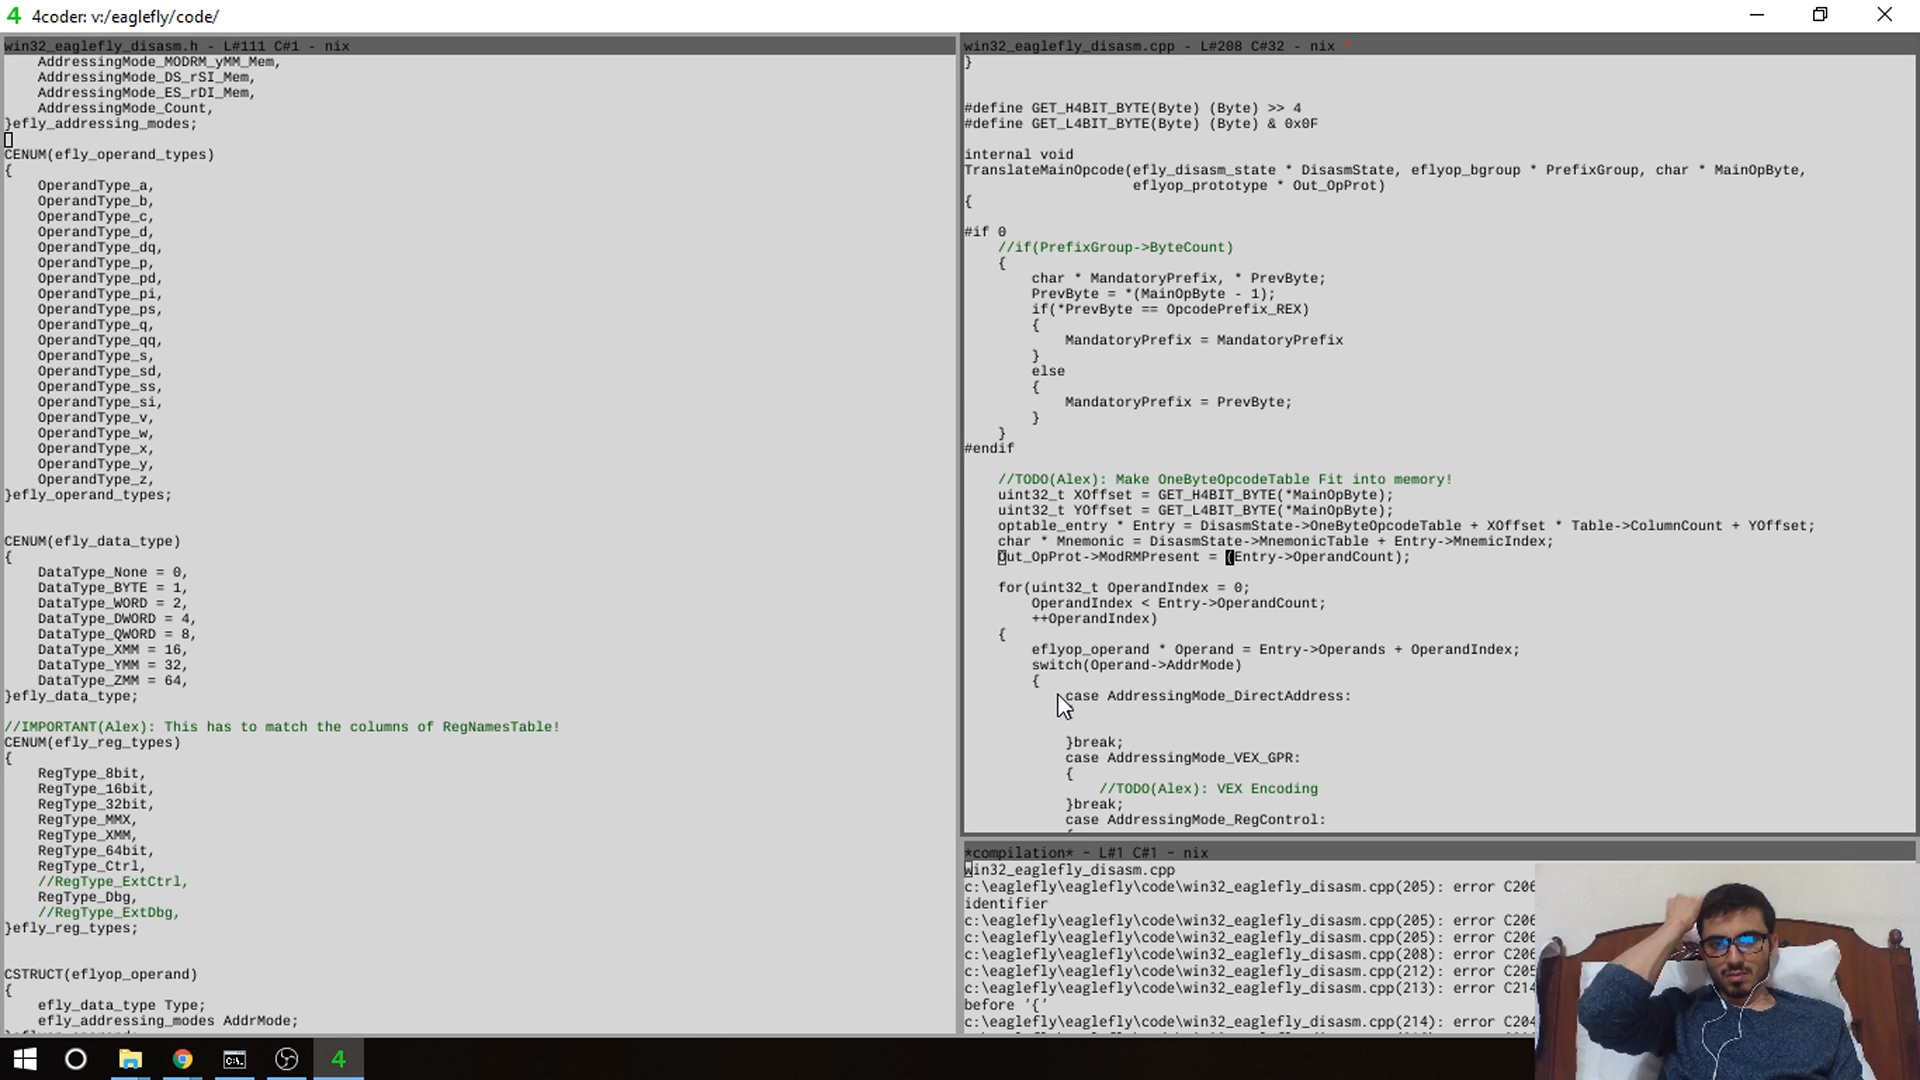 4 4coder: v:/eaglefly/code/
win32_eaglefly_disasm.h - L#111 C#1 - nix
AddressingMode_MODRM_yMM_Mem,
AddressingMode_DS_rSI_Mem,
AddressingMode_ES_rDI_Mem,
AddressingMode_Count,
}efly_addressing_modes;
CENUM(efly_operand_types)
{
OperandType_a,
OperandType_b,
OperandType_c,
OperandType_d,
OperandType_dq,
OperandType_p,
OperandType_pd,
OperandType_pi,
OperandType_ps,
OperandType_q,
OperandType_qq,
OperandType_s,
OperandType_sd,
OperandType_ss,
OperandType_si,
OperandType_v,
OperandType_w,
OperandType_x,
OperandType_y,
OperandType_z,
}efly_operand_types;
CENUM(efly_data_type)
{
DataType_None = 0,
DataType_BYTE = 1,
DataType_WORD = 2,
DataType_DWORD = 4,
DataType_QWORD = 8,
DataType_XMM = 16,
DataType_YMM = 32,
DataType_ZMM = 64,
}efly_data_type;
//IMPORTANT(Alex): This has to match the columns of RegNamesTable!
CENUM(efly_reg_types)
{
RegType_8bit,
RegType_16bit,
RegType_32bit,
RegType_MMX,
RegType_XMM,
RegType_64bit,
RegType_Ctrl,
//RegType_ExtCtrl,
RegType_Dbg,
//RegType_ExtDbg,
}efly_reg_types;
CSTRUCT(eflyop_operand)
{
efly_data_type Type;
efly_addressing_modes AddrMode;
win32_eaglefly_disasm.cpp - L#208 C#32 - nix *
}
#define GET_H4BIT_BYTE(Byte) (Byte) >> 4
#define GET_L4BIT_BYTE(Byte) (Byte) & 0x0F
internal void
TranslateMainOpcode(efly_disasm_state * DisasmState, eflyop_bgroup * PrefixGroup, char * MainOpByte,
eflyop_prototype * Out_OpProt)
{
#if 0
//if(PrefixGroup->ByteCount)
{
char * MandatoryPrefix, * PrevByte;
PrevByte = *(MainOpByte - 1);
if(*PrevByte == OpcodePrefix_REX)
{
MandatoryPrefix = MandatoryPrefix
}
else
{
MandatoryPrefix = PrevByte;
}
}
#endif
//TODO(Alex): Make OneByteOpcodeTable Fit into memory!
uint32_t XOffset = GET_H4BIT_BYTE(*MainOpByte);
uint32_t YOffset = GET_L4BIT_BYTE(*MainOpByte);
optable_entry * Entry = DisasmState->OneByteOpcodeTable + XOffset * Table->ColumnCount + YOffset;
char * Mnemonic = DisasmState->MnemonicTable + Entry->MnemicIndex;
Out_OpProt->ModRMPresent = (Entry->OperandCount);
for(uint32_t OperandIndex = 0;
OperandIndex < Entry->OperandCount;
++OperandIndex)
{
eflyop_operand * Operand = Entry->Operands + OperandIndex;
switch(Operand->AddrMode)
{
case AddressingMode_DirectAddress:
}break;
case AddressingMode_VEX_GPR:
{
//TODO(Alex): VEX Encoding
}break;
case AddressingMode_RegControl:
*compilation* - L#1 C#1 - nix
win32_eaglefly_disasm.cpp
c:\eaglefly\eaglefly\code\win32_eaglefly_disasm.cpp(205): error C206
identifier
c:\eaglefly\eaglefly\code\win32_eaglefly_disasm.cpp(205): error C206
c:\eaglefly\eaglefly\code\win32_eaglefly_disasm.cpp(205): error C206
c:\eaglefly\eaglefly\code\win32_eaglefly_disasm.cpp(208): error C206
c:\eaglefly\eaglefly\code\win32_eaglefly_disasm.cpp(212): error C205
c:\eaglefly\eaglefly\code\win32_eaglefly_disasm.cpp(213): error C214
before '{'
c:\eaglefly\eaglefly\code\win32_eaglefly_disasm.cpp(214): error C204
4